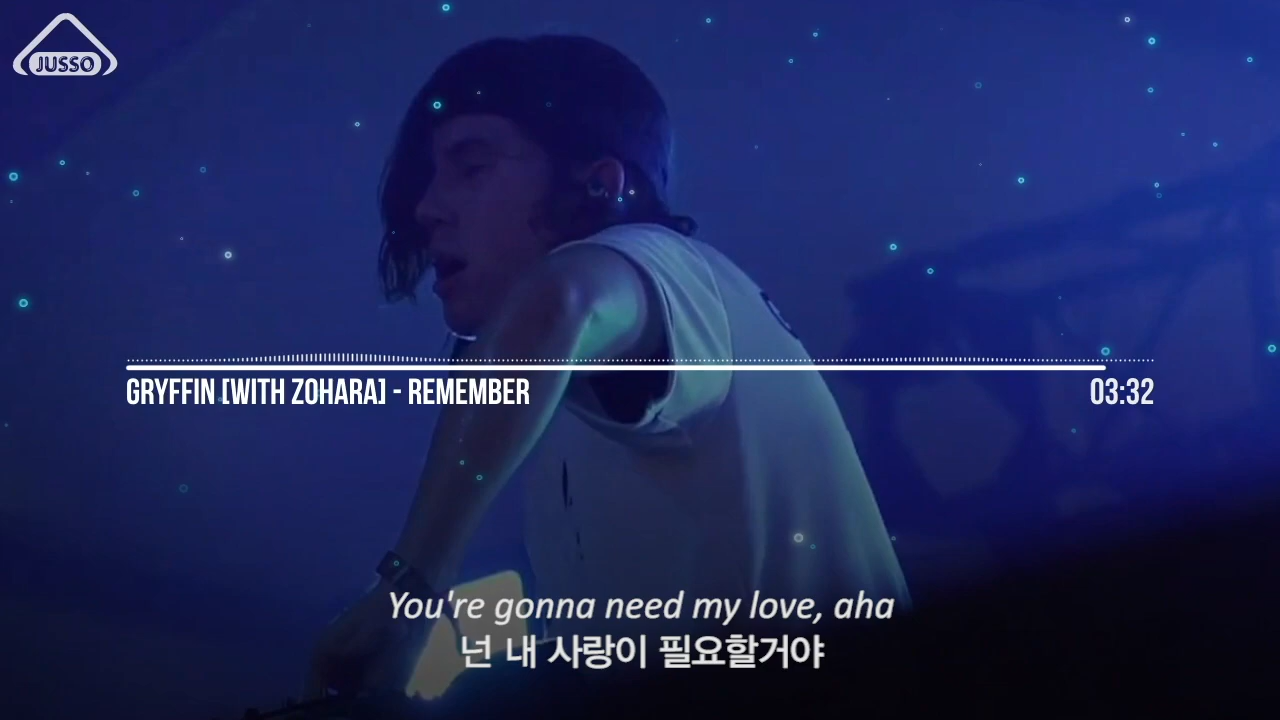 JUSSO
GRYFFIN [WITH ZOHARA] - REMEMBER
03:32
You're gonna need my love, aha
넌 내 사랑이 필요할거야